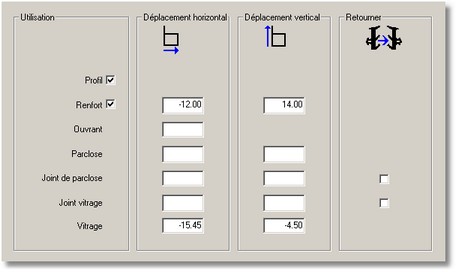 Utilisation Déplacement horizontal Déplacement vertical Retourner
Profil
Renfort -12.00 14.00
Ouvrant
Parclose
Joint de parclose
Joint vitrage
Vitrage -15.45 -4.50